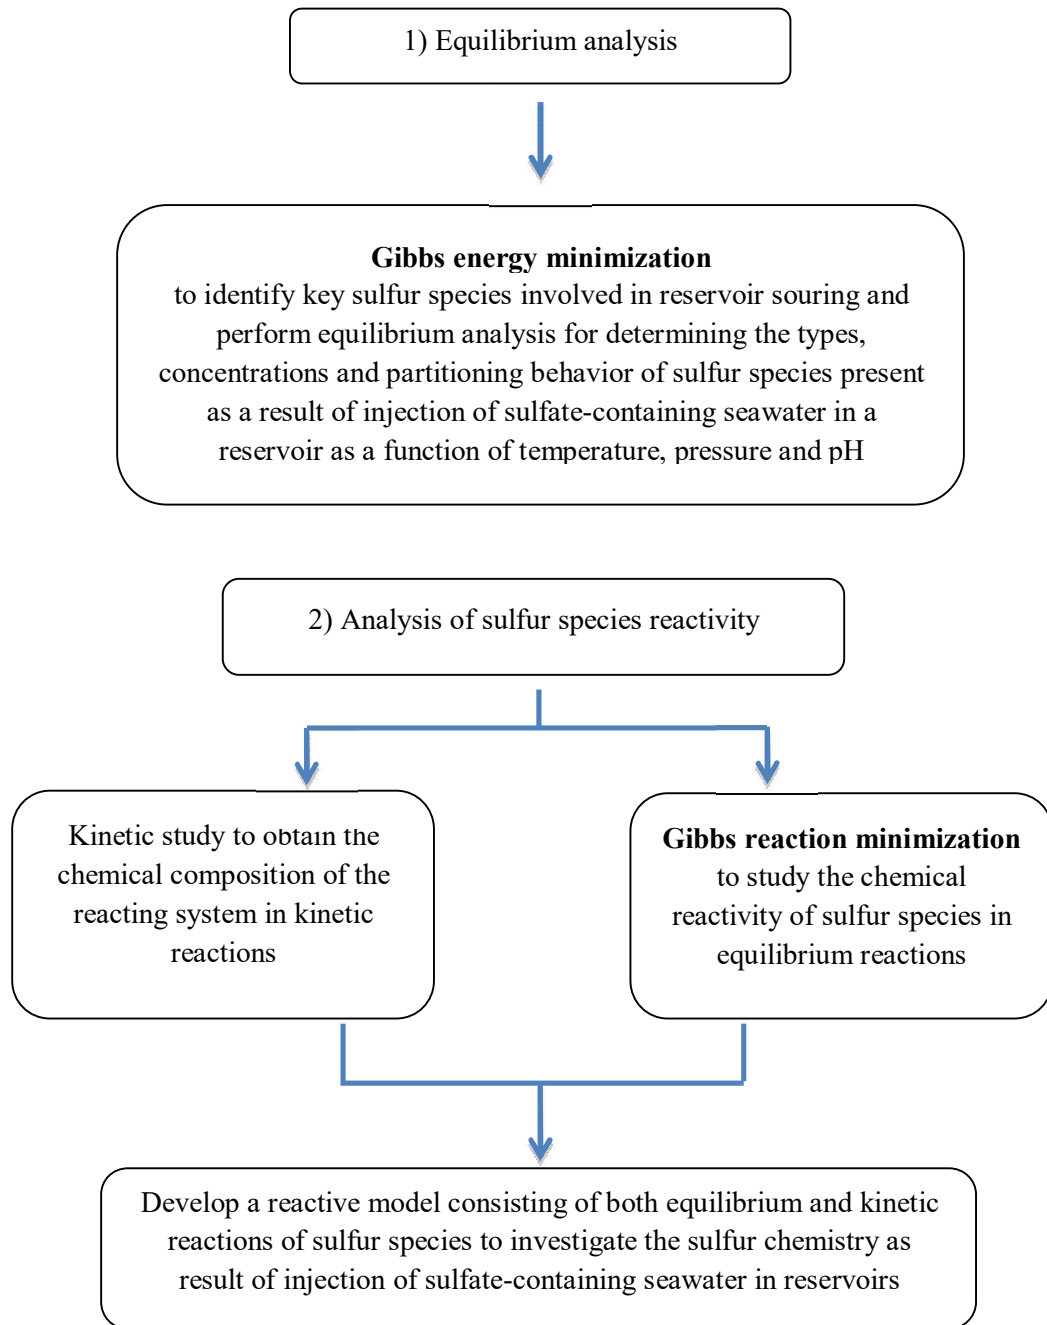 1) Equilibrium analysis
Gibbs energy minimization
to identify key sulfur species involved in reservoir souring and
perform equilibrium analysis for determining the types,
concentrations and partitioning behavior of sulfur species present
as a result of injection of sulfate-containing seawater in a
reservoir as a function of temperature, pressure and pH
2) Analysis of sulfur species reactivity
Kinetic study to obtain the
chemical composition of the
reacting system in kinetic
reactions
Gibbs reaction minimization
to study the chemical
reactivity of sulfur species in
equilibrium reactions
Develop a reactive model consisting of both equilibrium and kinetic
reactions of sulfur species to investigate the sulfur chemistry as
result of injection of sulfate-containing seawater in reservoirs